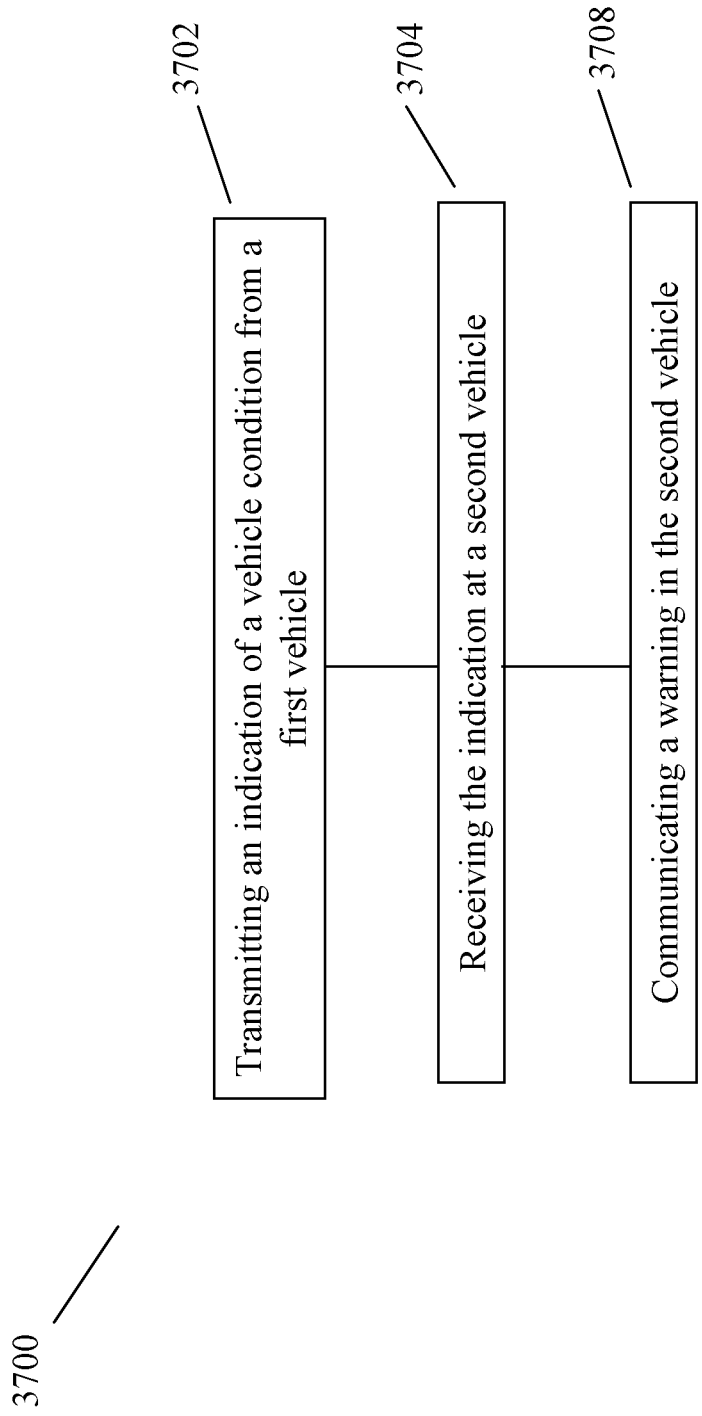 3700
3702
Transmitting an indication of a vehicle condition from a
first vehicle
3704
Receiving the indication at a second vehicle
3708
Communicating a warning in the second vehicle